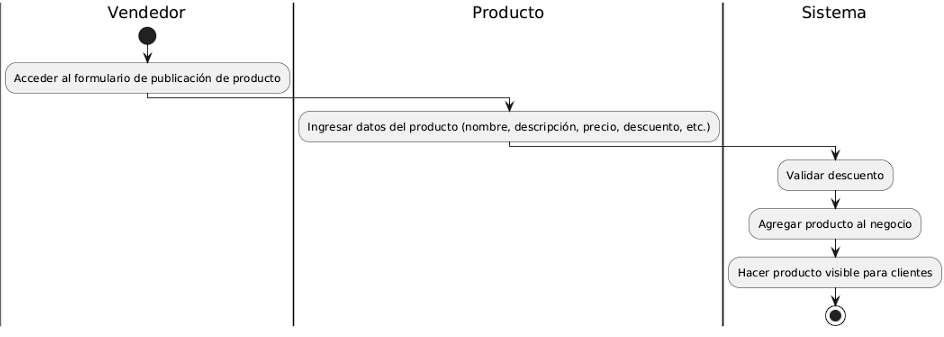 Vendedor
Producto
Sistema
Acceder al formulario de publicación de producto
Ingresar datos del producto (nombre, descripción, precio, descuento, etc.)
Validar descuento
Agregar producto al negocio
Hacer producto visible para clientes